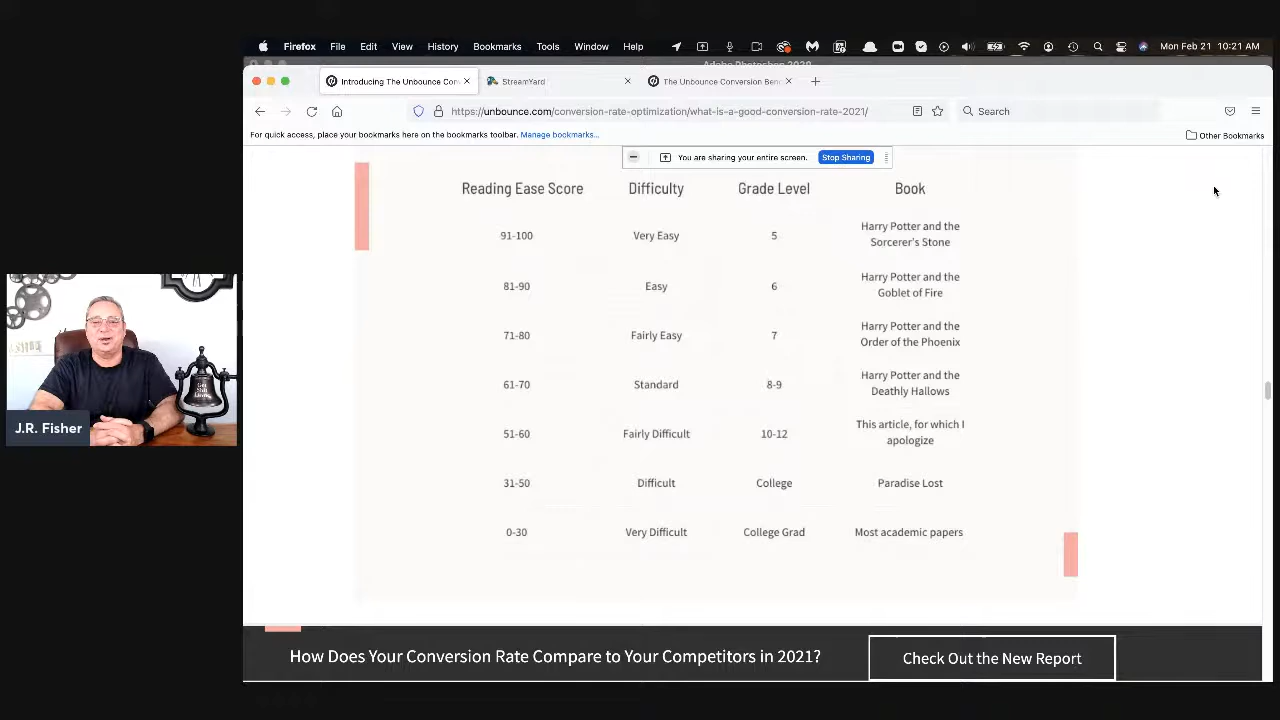 Firefox File Edit View History Bookmarks Tools Window Help Mon Feb 21 10:21 AM
Introducing The Unbounce Con
StreamYard
The Unbounce Conversion Ben
https://unbounce.com/conversion-rate-optimization/what-is-a-good-conversion-rate-2021/
Search
For quick access, place your bookmarks here on the bookmarks toolbar. Manage bookmarks...
Other Bookmarks
You are sharing your entire screen.
Stop Sharing
Reading Ease Score Difficulty Grade Level Book
91-100 Very Easy 5 Harry Potter and the
Sorcerer's Stone
81-90 Easy 6 Harry Potter and the
Goblet of Fire
71-80 Fairly Easy 7 Harry Potter and the
Order of the Phoenix
61-70 Standard 8-9 Harry Potter and the
Deathly Hallows
51-60 Fairly Difficult 10-12 This article, for which I
apologize
31-50 Difficult College Paradise Lost
0-30 Very Difficult College Grad Most academic papers
J.R. Fisher
How Does Your Conversion Rate Compare to Your Competitors in 2021?
Check Out the New Report